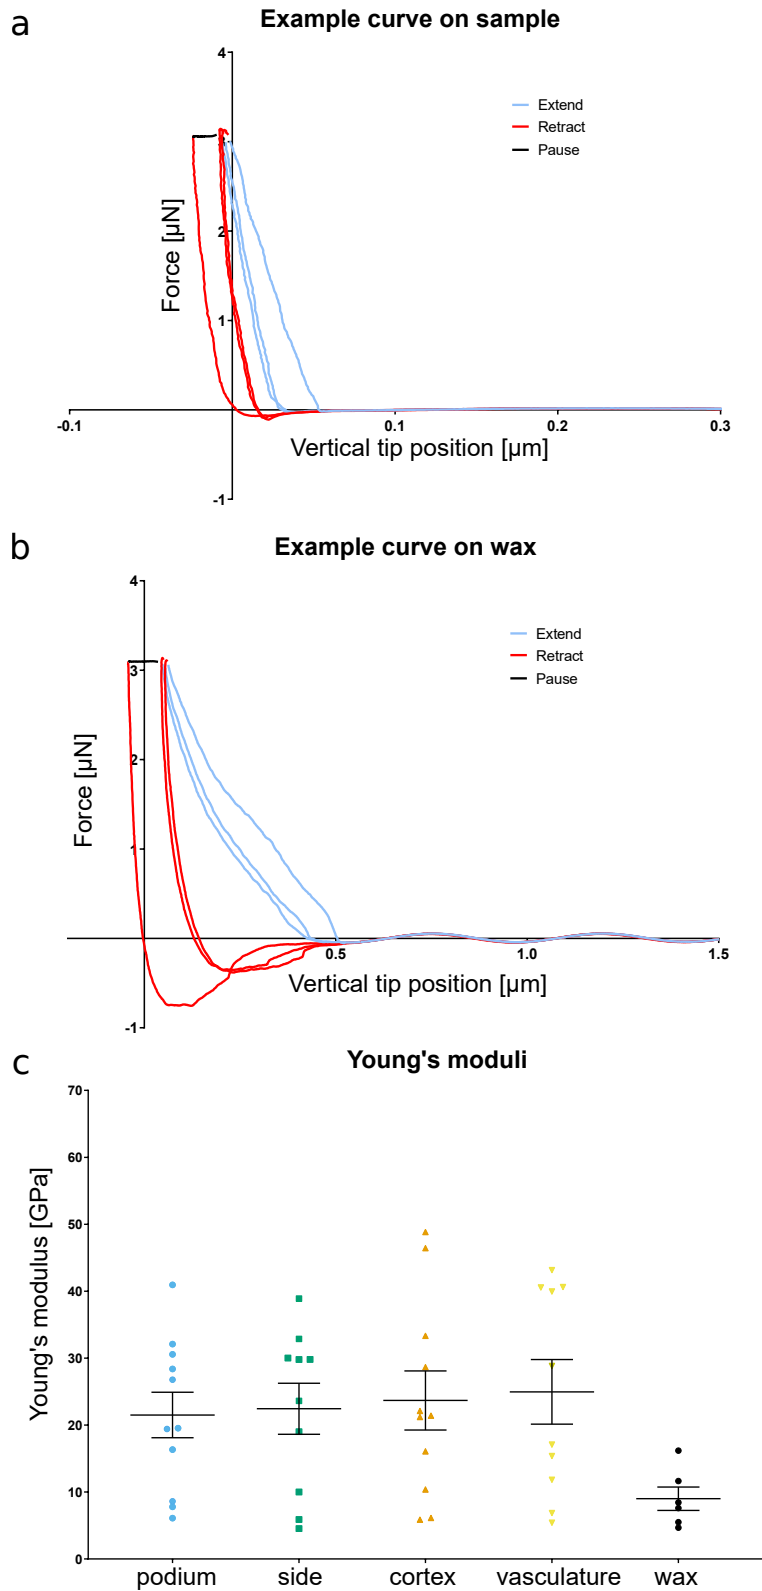 a
Example curve on sample
4
Extend
Retract
Pause
Force [µN]
2
1
-0.1
0.1
0.2
0.3
Vertical tip position [µm]
-1
b
Example curve on wax
4
Extend
Retract
Pause
3
2
Force [µN]
1
0.5
1.0
1.5
Vertical tip position [µm]
-1
c
Young's moduli
70
60
50
40
30
20
10
0
Young's modulus [GPa]
podium side cortex vasculature wax